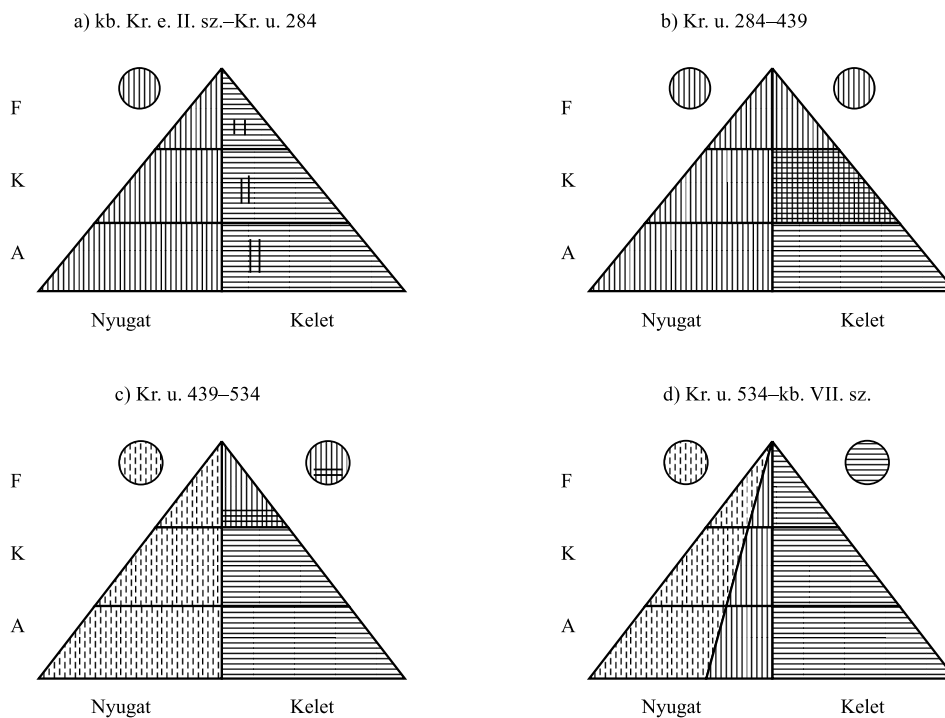 a) kb. Kr. e. II. sz.–Kr. u. 284
b) Kr. u. 284–439
F
F
K
K
A
A
Nyugat Kelet
Nyugat Kelet
c) Kr. u. 439–534
d) Kr. u. 534–kb. VII. sz.
F
F
K
K
A
A
Nyugat Kelet
Nyugat Kelet